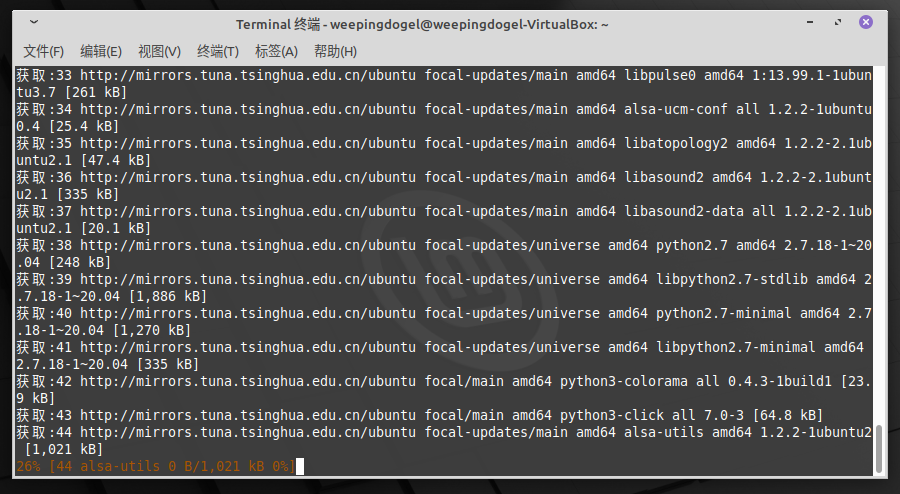 Terminal 终端 - weepingdogel@weepingdogel-VirtualBox: ~
文件(F) 编辑(E) 视图(V) 终端(T) 标签(A) 帮助(H)
获取:33 http://mirrors.tuna.tsinghua.edu.cn/ubuntu focal-updates/main amd64 libpulse0 amd64 1:13.99.1-1ubun
tu3.7 [261 kB]
获取:34 http://mirrors.tuna.tsinghua.edu.cn/ubuntu focal-updates/main amd64 alsa-ucm-conf all 1.2.2-1ubuntu
0.4 [25.4 kB]
获取:35 http://mirrors.tuna.tsinghua.edu.cn/ubuntu focal-updates/main amd64 libatopology2 amd64 1.2.2-2.1ub
untu2.1 [47.4 kB]
获取:36 http://mirrors.tuna.tsinghua.edu.cn/ubuntu focal-updates/main amd64 libasound2 amd64 1.2.2-2.1ubunt
u2.1 [335 kB]
获取:37 http://mirrors.tuna.tsinghua.edu.cn/ubuntu focal-updates/main amd64 libasound2-data all 1.2.2-2.1ub
untu2.1 [20.1 kB]
获取:38 http://mirrors.tuna.tsinghua.edu.cn/ubuntu focal-updates/universe amd64 python2.7 amd64 2.7.18-1~20
.04 [248 kB]
获取:39 http://mirrors.tuna.tsinghua.edu.cn/ubuntu focal-updates/universe amd64 libpython2.7-stdlib amd64 2
.7.18-1~20.04 [1,886 kB]
获取:40 http://mirrors.tuna.tsinghua.edu.cn/ubuntu focal-updates/universe amd64 python2.7-minimal amd64 2.7
.18-1~20.04 [1,270 kB]
获取:41 http://mirrors.tuna.tsinghua.edu.cn/ubuntu focal-updates/universe amd64 libpython2.7-minimal amd64
2.7.18-1~20.04 [335 kB]
获取:42 http://mirrors.tuna.tsinghua.edu.cn/ubuntu focal/main amd64 python3-colorama all 0.4.3-1build1 [23.
9 kB]
获取:43 http://mirrors.tuna.tsinghua.edu.cn/ubuntu focal/main amd64 python3-click all 7.0-3 [64.8 kB]
获取:44 http://mirrors.tuna.tsinghua.edu.cn/ubuntu focal-updates/main amd64 alsa-utils amd64 1.2.2-1ubuntu2
[1,021 kB]
26% [44 alsa-utils 0 B/1,021 kB 0%]